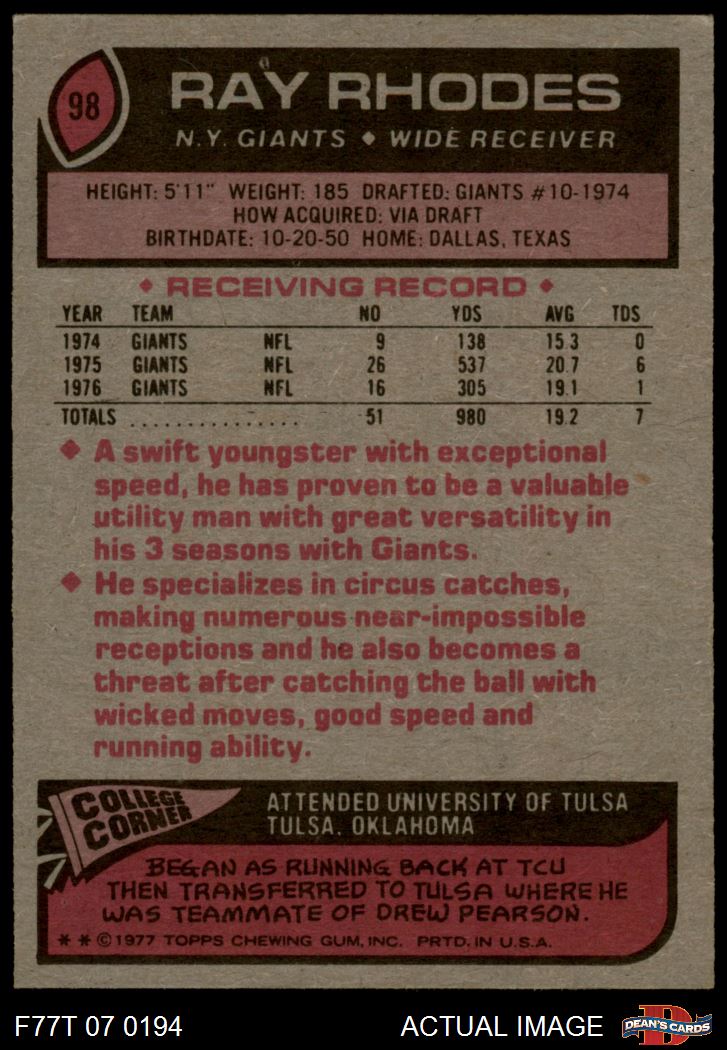 98
RAY RHODES
N.Y. GIANTS ♦ WIDE RECEIVER
HEIGHT: 5'11" WEIGHT: 185 DRAFTED: GIANTS #10-1974
HOW ACQUIRED: VIA DRAFT
BIRTHDATE: 10-20-50 HOME: DALLAS, TEXAS
♦ RECEIVING RECORD ♦
YEAR TEAM NO YDS AVG TDS
1974 GIANTS NFL 9 138 15.3 0
1975 GIANTS NFL 26 537 20.7 6
1976 GIANTS NFL 16 305 19.1 1
TOTALS ............... 51 980 19.2 7
♦ A swift youngster with exceptional
speed, he has proven to be a valuable
utility man with great versatility in
his 3 seasons with Giants.
♦ He specializes in circus catches,
making numerous near-impossible
receptions and he also becomes a
threat after catching the ball with
wicked moves, good speed and
running ability.
COLLEGE
CORNER
ATTENDED UNIVERSITY OF TULSA
TULSA, OKLAHOMA
BEGAN AS RUNNING BACK AT TCU
THEN TRANSFERRED TO TULSA WHERE HE
WAS TEAMMATE OF DREW PEARSON.
* * © 1977 TOPPS CHEWING GUM, INC. PRTD. IN U.S.A.
F77T 07 0194
ACTUAL IMAGE
D
DEAN'S CARDS